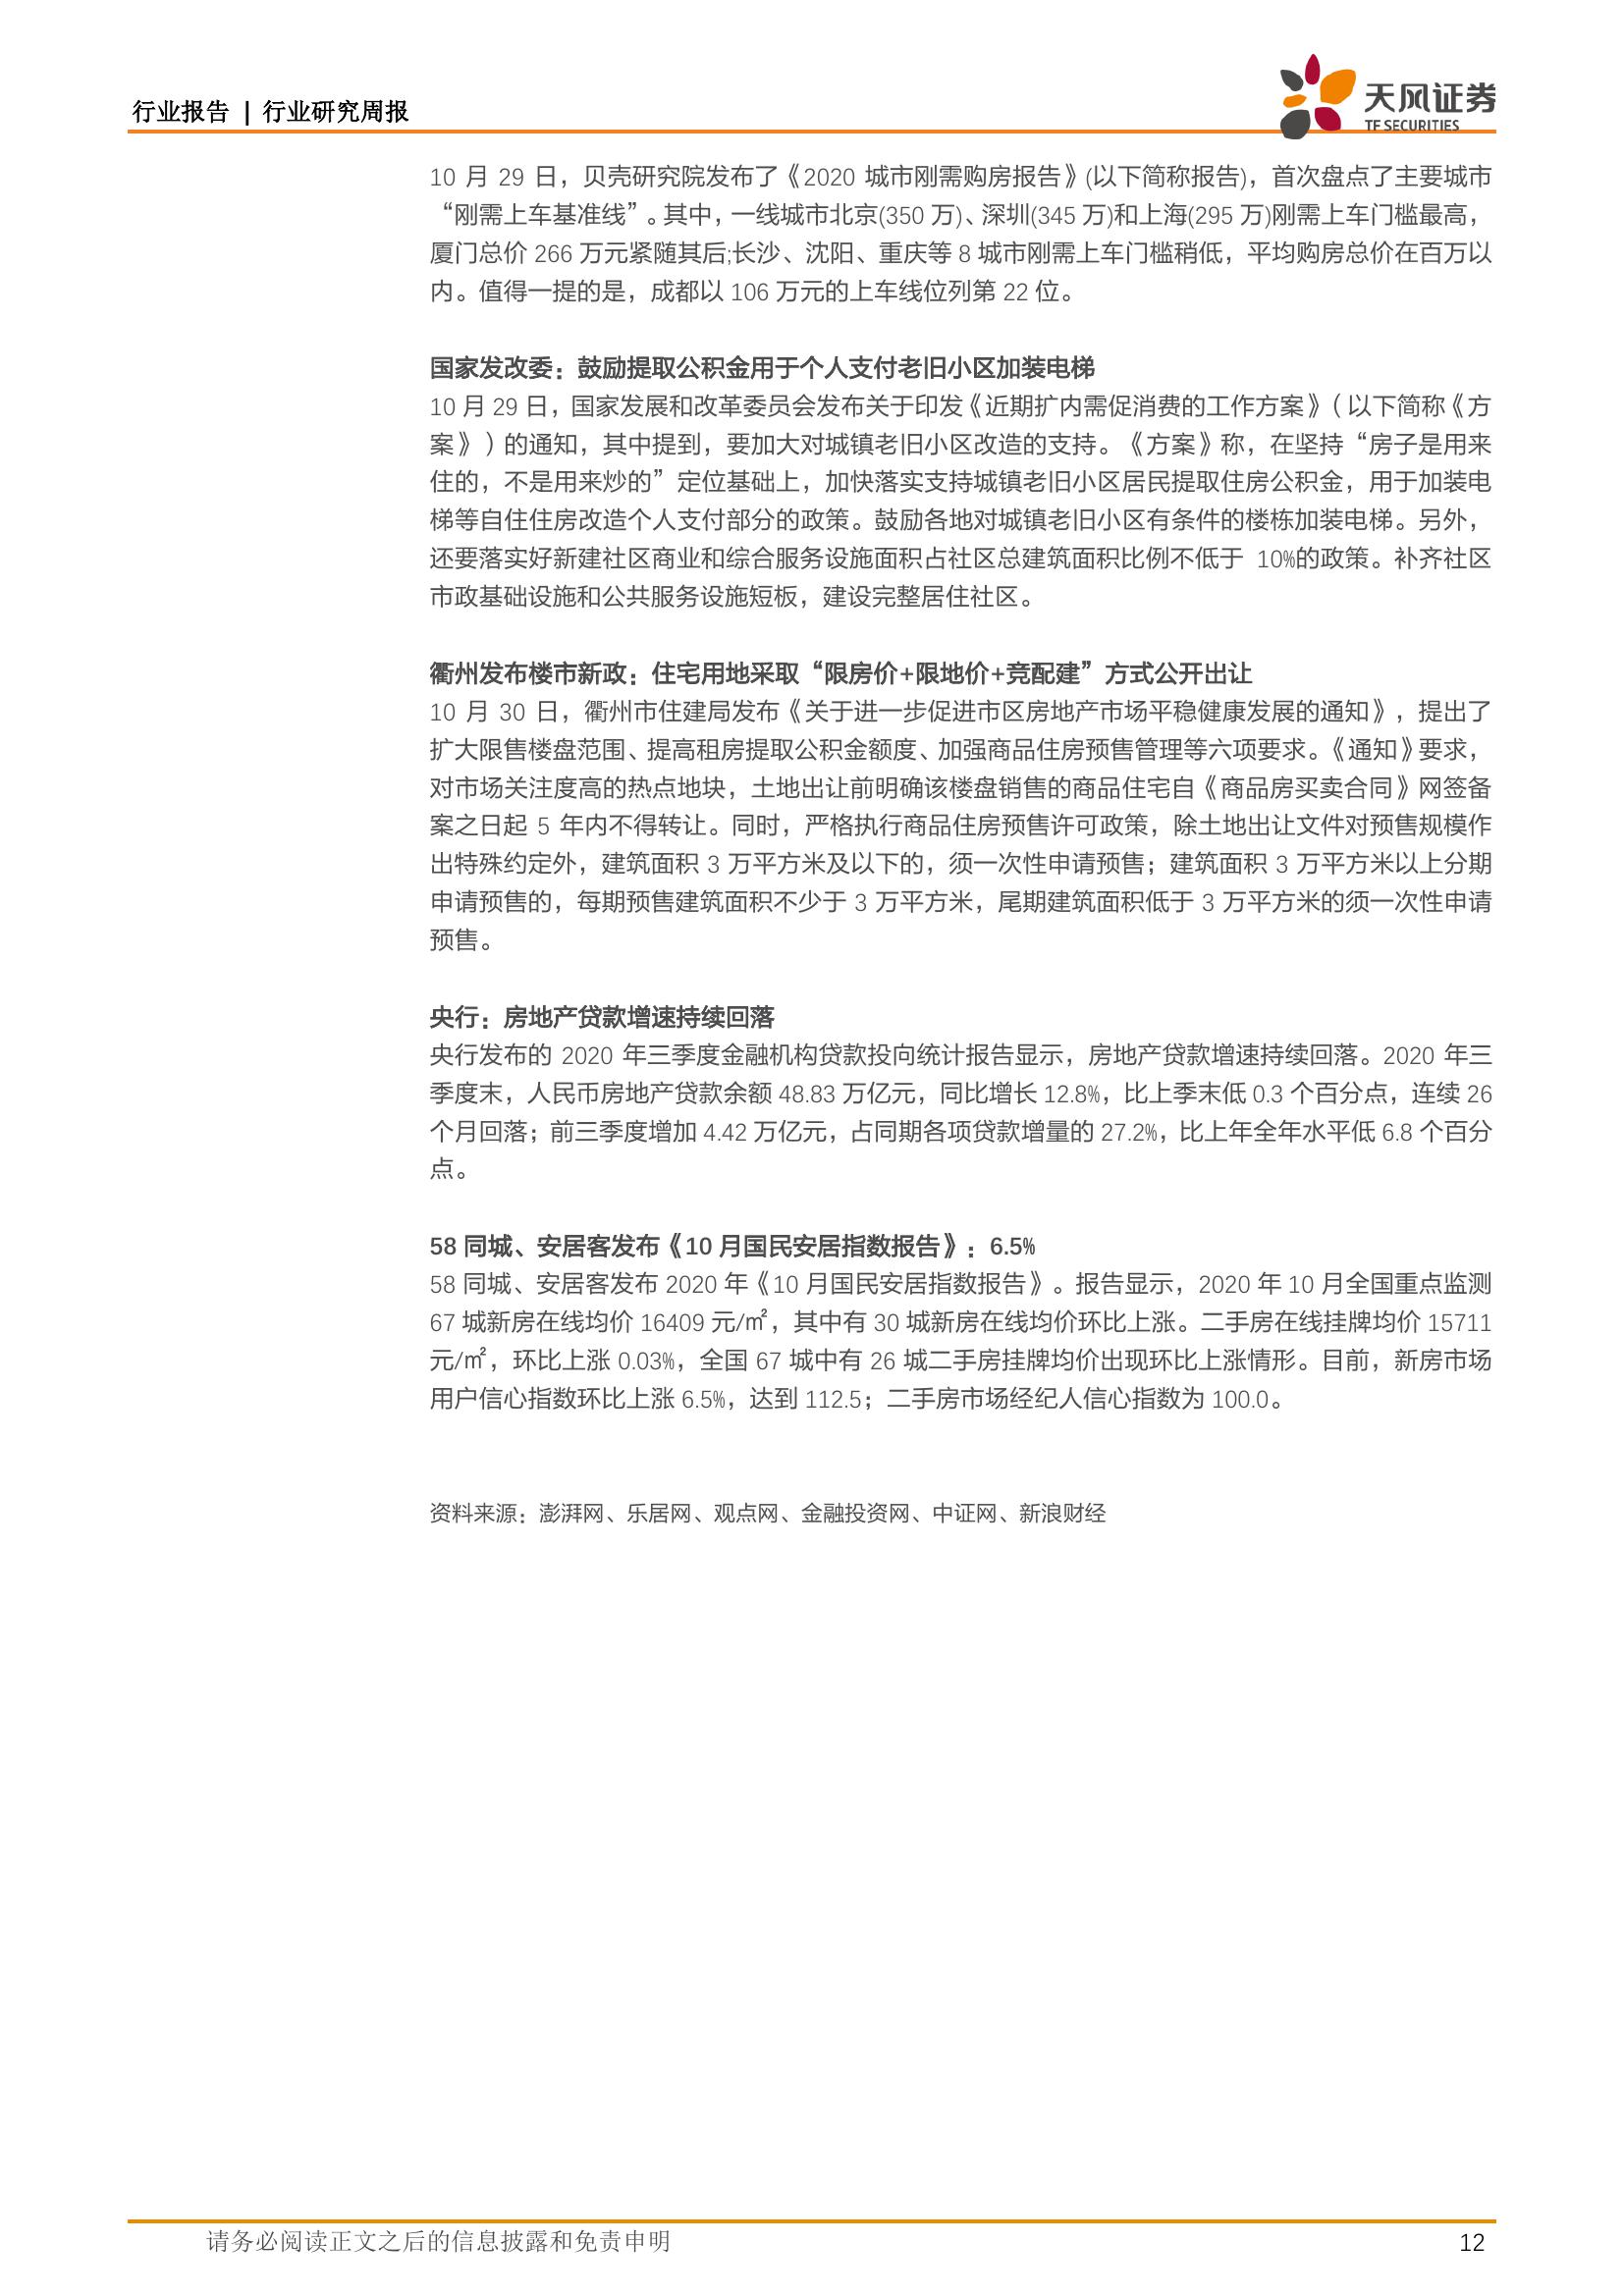 行业报告 | 行业研究周报
天风证券
TF SECURITIES
10 月 29 日，贝壳研究院发布了《2020 城市刚需购房报告》(以下简称报告)，首次盘点了主要城市
“刚需上车基准线”。其中，一线城市北京(350 万)、深圳(345 万)和上海(295 万)刚需上车门槛最高，
厦门总价 266 万元紧随其后;长沙、沈阳、重庆等 8 城市刚需上车门槛稍低，平均购房总价在百万以
内。值得一提的是，成都以 106 万元的上车线位列第 22 位。
国家发改委：鼓励提取公积金用于个人支付老旧小区加装电梯
10 月 29 日，国家发展和改革委员会发布关于印发《近期扩内需促消费的工作方案》（以下简称《方
案》）的通知，其中提到，要加大对城镇老旧小区改造的支持。《方案》称，在坚持“房子是用来
住的，不是用来炒的”定位基础上，加快落实支持城镇老旧小区居民提取住房公积金，用于加装电
梯等自住住房改造个人支付部分的政策。鼓励各地对城镇老旧小区有条件的楼栋加装电梯。另外，
还要落实好新建社区商业和综合服务设施面积占社区总建筑面积比例不低于 10%的政策。补齐社区
市政基础设施和公共服务设施短板，建设完整居住社区。
衢州发布楼市新政：住宅用地采取“限房价+限地价+竞配建”方式公开出让
10 月 30 日，衢州市住建局发布《关于进一步促进市区房地产市场平稳健康发展的通知》，提出了
扩大限售楼盘范围、提高租房提取公积金额度、加强商品住房预售管理等六项要求。《通知》要求，
对市场关注度高的热点地块，土地出让前明确该楼盘销售的商品住宅自《商品房买卖合同》网签备
案之日起 5 年内不得转让。同时，严格执行商品住房预售许可政策，除土地出让文件对预售规模作
出特殊约定外，建筑面积 3 万平方米及以下的，须一次性申请预售；建筑面积 3 万平方米以上分期
申请预售的，每期预售建筑面积不少于 3 万平方米，尾期建筑面积低于 3 万平方米的须一次性申请
预售。
央行：房地产贷款增速持续回落
央行发布的 2020 年三季度金融机构贷款投向统计报告显示，房地产贷款增速持续回落。2020 年三
季度末，人民币房地产贷款余额 48.83 万亿元，同比增长 12.8%，比上季末低 0.3 个百分点，连续 26
个月回落；前三季度增加 4.42 万亿元，占同期各项贷款增量的 27.2%，比上年全年水平低 6.8 个百分
点。
58 同城、安居客发布《10 月国民安居指数报告》：6.5%
58 同城、安居客发布 2020 年《10 月国民安居指数报告》。报告显示，2020 年 10 月全国重点监测
67 城新房在线均价 16409 元/㎡，其中有 30 城新房在线均价环比上涨。二手房在线挂牌均价 15711
元/㎡，环比上涨 0.03%，全国 67 城中有 26 城二手房挂牌均价出现环比上涨情形。目前，新房市场
用户信心指数环比上涨 6.5%，达到 112.5；二手房市场经纪人信心指数为 100.0。
资料来源：澎湃网、乐居网、观点网、金融投资网、中证网、新浪财经
请务必阅读正文之后的信息披露和免责申明
12